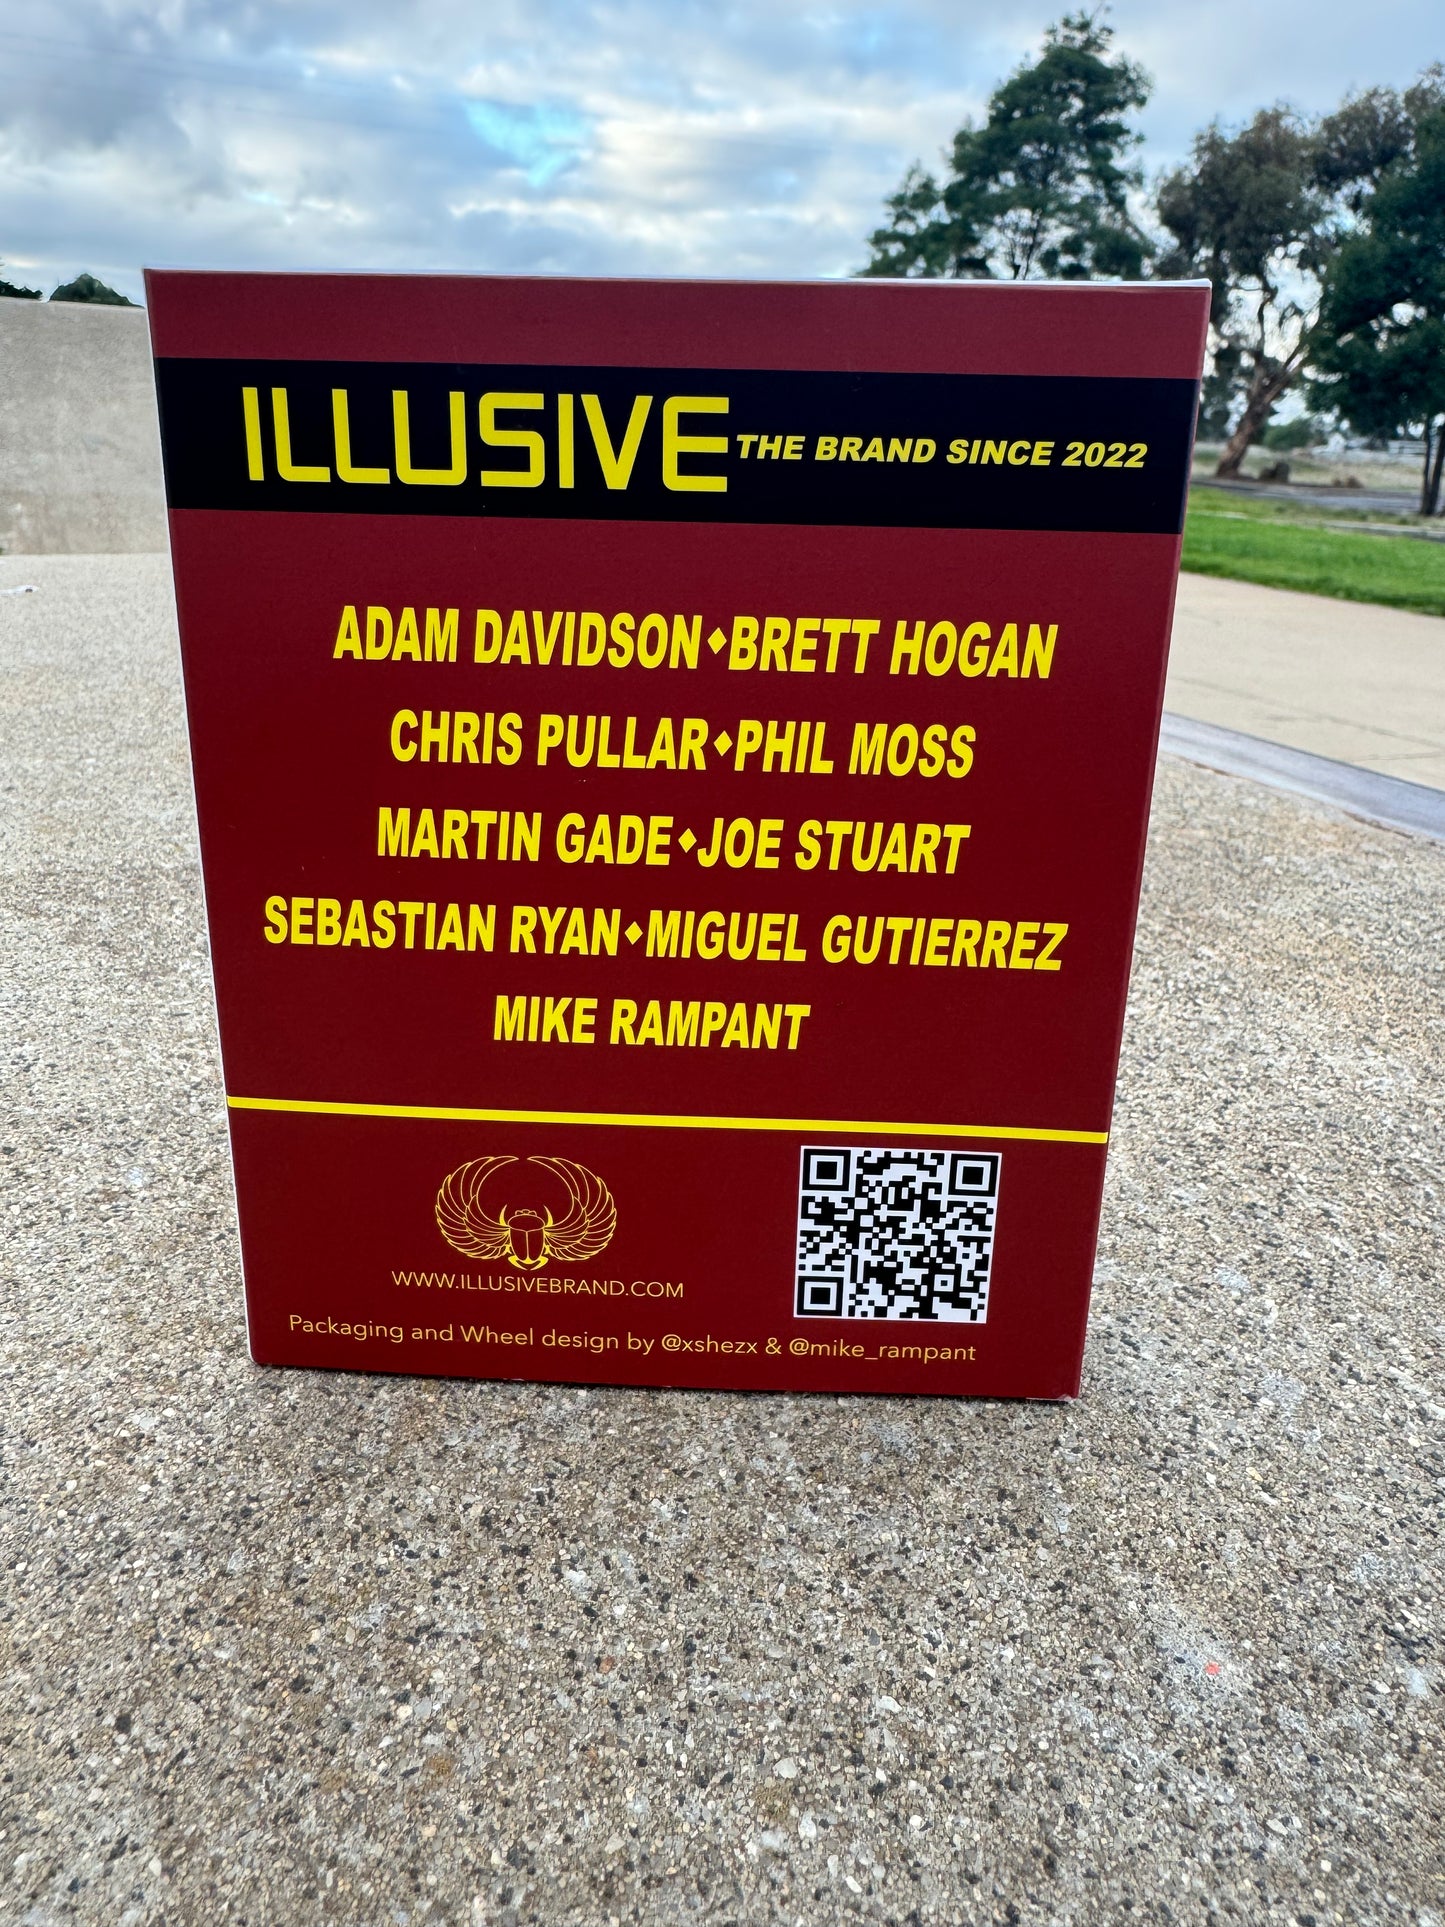 ILLUSIVE THE BRAND SINCE 2022
ADAM DAVIDSON◆BRETT HOGAN
CHRIS PULLAR◆PHIL MOSS
MARTIN GADE◆JOE STUART
SEBASTIAN RYAN◆MIGUEL GUTIERREZ
MIKE RAMPANT
WWW.ILLUSIVEBRAND.COM
Packaging and Wheel design by @xshezx & @mike_rampant